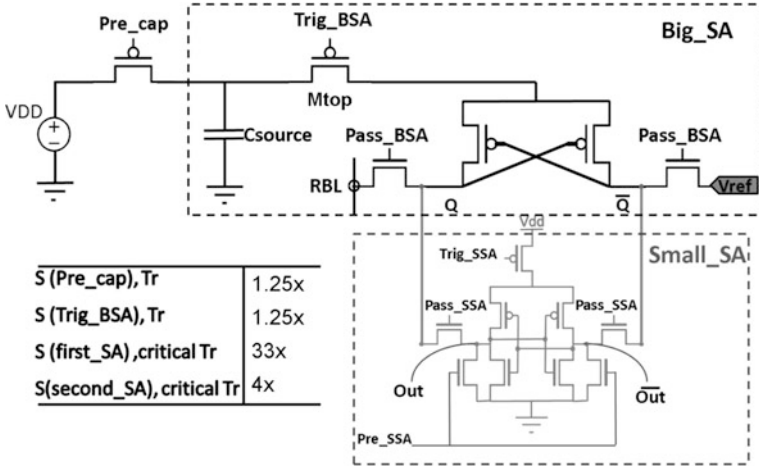 Pre_cap
Trig_BSA
Big_SA
VDD
Mtop
Csource
Pass_BSA
Pass_BSA
RBL
Vref
Q
Q̅
Vdd
Trig_SSA
Small_SA
Pass_SSA
Pass_SSA
Out
O̅ut
Pre_SSA
S (Pre_cap), Tr 1.25x
S (Trig_BSA), Tr 1.25x
S (first_SA) ,critical Tr 33x
S(second_SA), critical Tr 4x